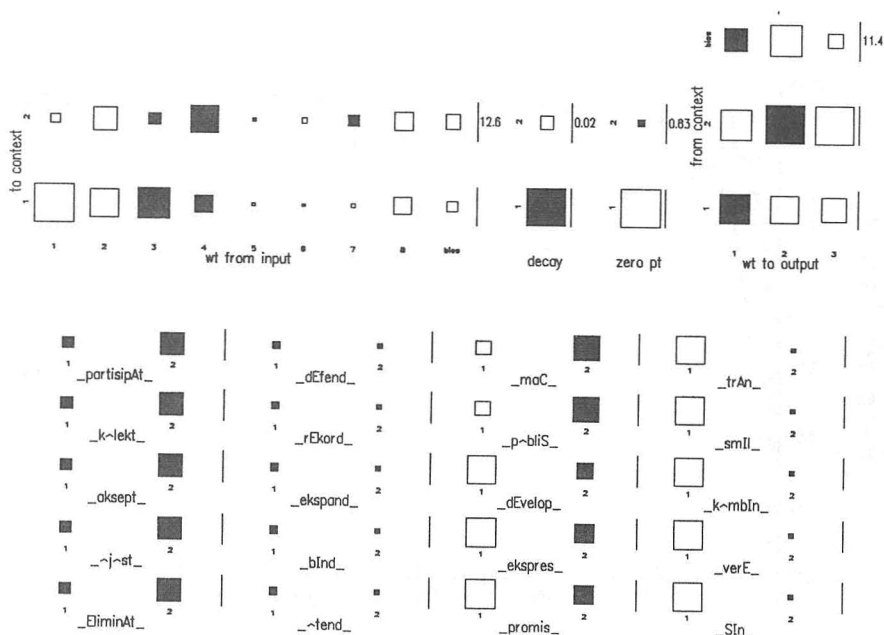 bias 11.4
to context 2 12.6 2 0.02 2 0.83 from context 2
1 1 1 1
1 2 3 4 5 6 7 8 bias 1 2 3
wt from input decay zero pt wt to output
1 2 1 2 1 2 1 2
_partisipAt_ _dEfend_ _maC_ _trAn_
1 2 1 2 1 2 1 2
_k~lekt_ _rEkord_ _p~bliS_ _smIl_
1 2 1 2 1 2 1 2
_aksept_ _ekspand_ _dEvelop_ _k~mbIn_
1 2 1 2 1 2 1 2
_~j~st_ _bInd_ _ekspres_ _verE_
1 2 1 2 1 2 1 2
_EliminAt_ _~tend_ _promis_ _SIn_